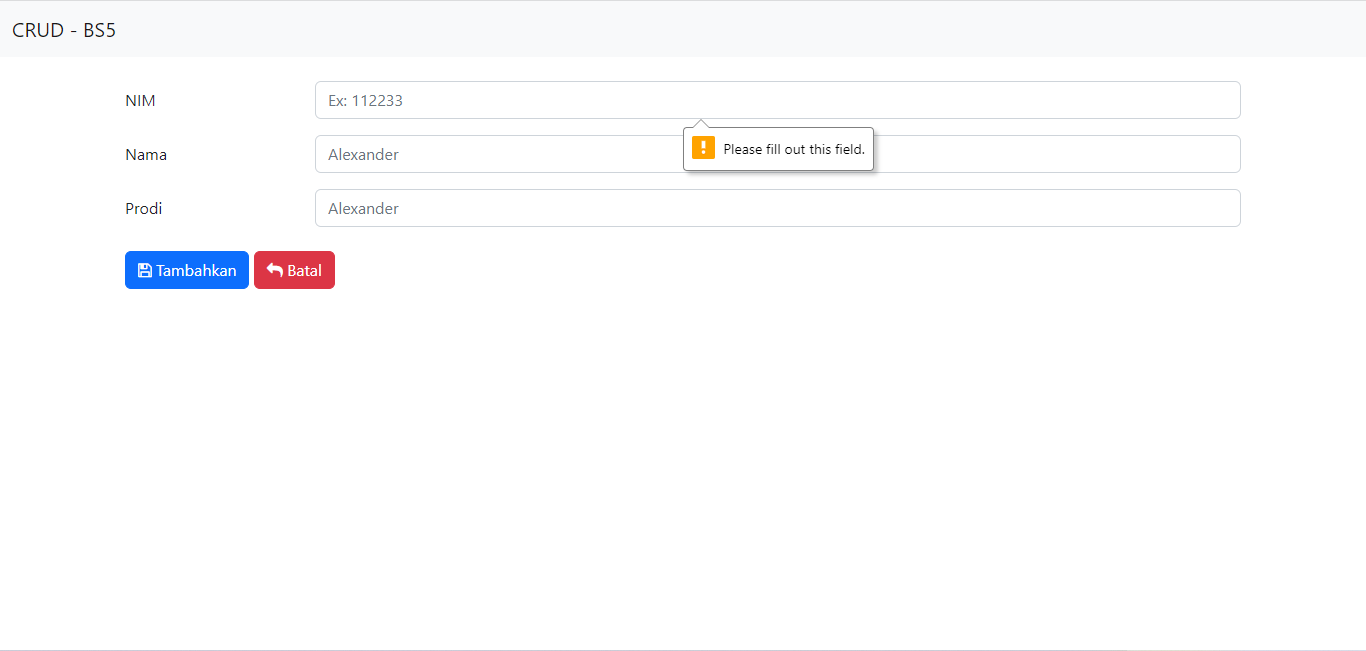 CRUD - BS5
NIM
Ex: 112233
Please fill out this field.
Nama
Alexander
Prodi
Alexander
Tambahkan
Batal